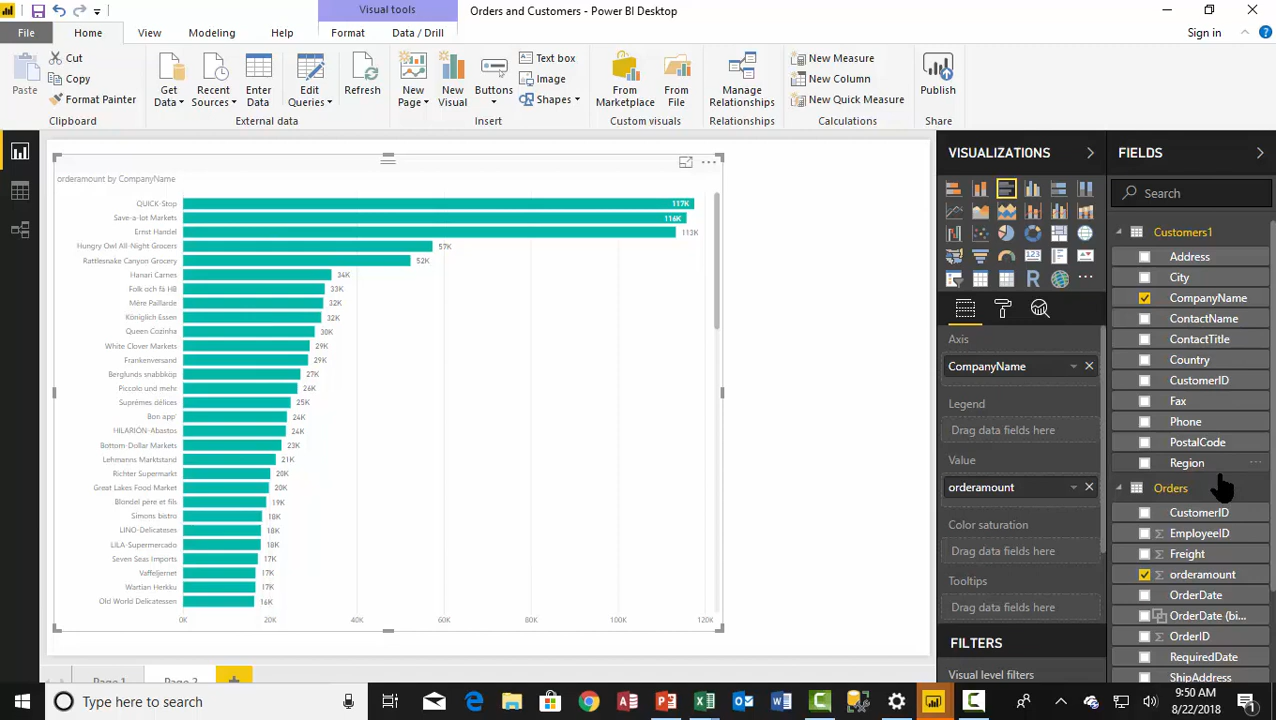 Visual tools
Orders and Customers - Power BI Desktop
File
Home
View
Modeling
Help
Format
Data / Drill
Sign in
Paste
Cut
Copy
Format Painter
Clipboard
Get Data
Recent Sources
Enter Data
External data
Edit Queries
Refresh
New Page
New Visual
Buttons
Text box
Image
Shapes
Insert
From Marketplace
From File
Custom visuals
Manage Relationships
Relationships
New Measure
New Column
New Quick Measure
Calculations
Publish
Share
orderamount by CompanyName
QUICK-Stop 117K
Save-a-lot Markets 116K
Ernst Handel 113K
Hungry Owl All-Night Grocers 57K
Rattlesnake Canyon Grocery 52K
Hanari Carnes 34K
Folk och fä HB 33K
Mère Paillarde 32K
Königlich Essen 32K
Queen Cozinha 30K
White Clover Markets 29K
Frankenversand 29K
Berglunds snabbköp 27K
Piccolo und mehr 26K
Suprêmes délices 25K
Bon app' 24K
HILARION-Abastos 24K
Bottom-Dollar Markets 23K
Lehmanns Marktstand 21K
Richter Supermarkt 20K
Great Lakes Food Market 20K
Blondel père et fils 19K
Simons bistro 18K
LINO-Delicateses 18K
LILA-Supermercado 18K
Seven Seas Imports 17K
Vaffeljernet 17K
Wartian Herkku 17K
Old World Delicatessen 16K
0K 20K 40K 60K 80K 100K 120K
Page 1
Page 2
VISUALIZATIONS
Axis
CompanyName
Legend
Drag data fields here
Value
orderamount
Color saturation
Drag data fields here
Tooltips
Drag data fields here
FILTERS
Visual level filters
FIELDS
Search
Customers1
Address
City
CompanyName
ContactName
ContactTitle
Country
CustomerID
Fax
Phone
PostalCode
Region
Orders
CustomerID
EmployeeID
Freight
orderamount
OrderDate
OrderDate (bi...
OrderID
RequiredDate
ShipAddress
Type here to search
9:50 AM
8/22/2018